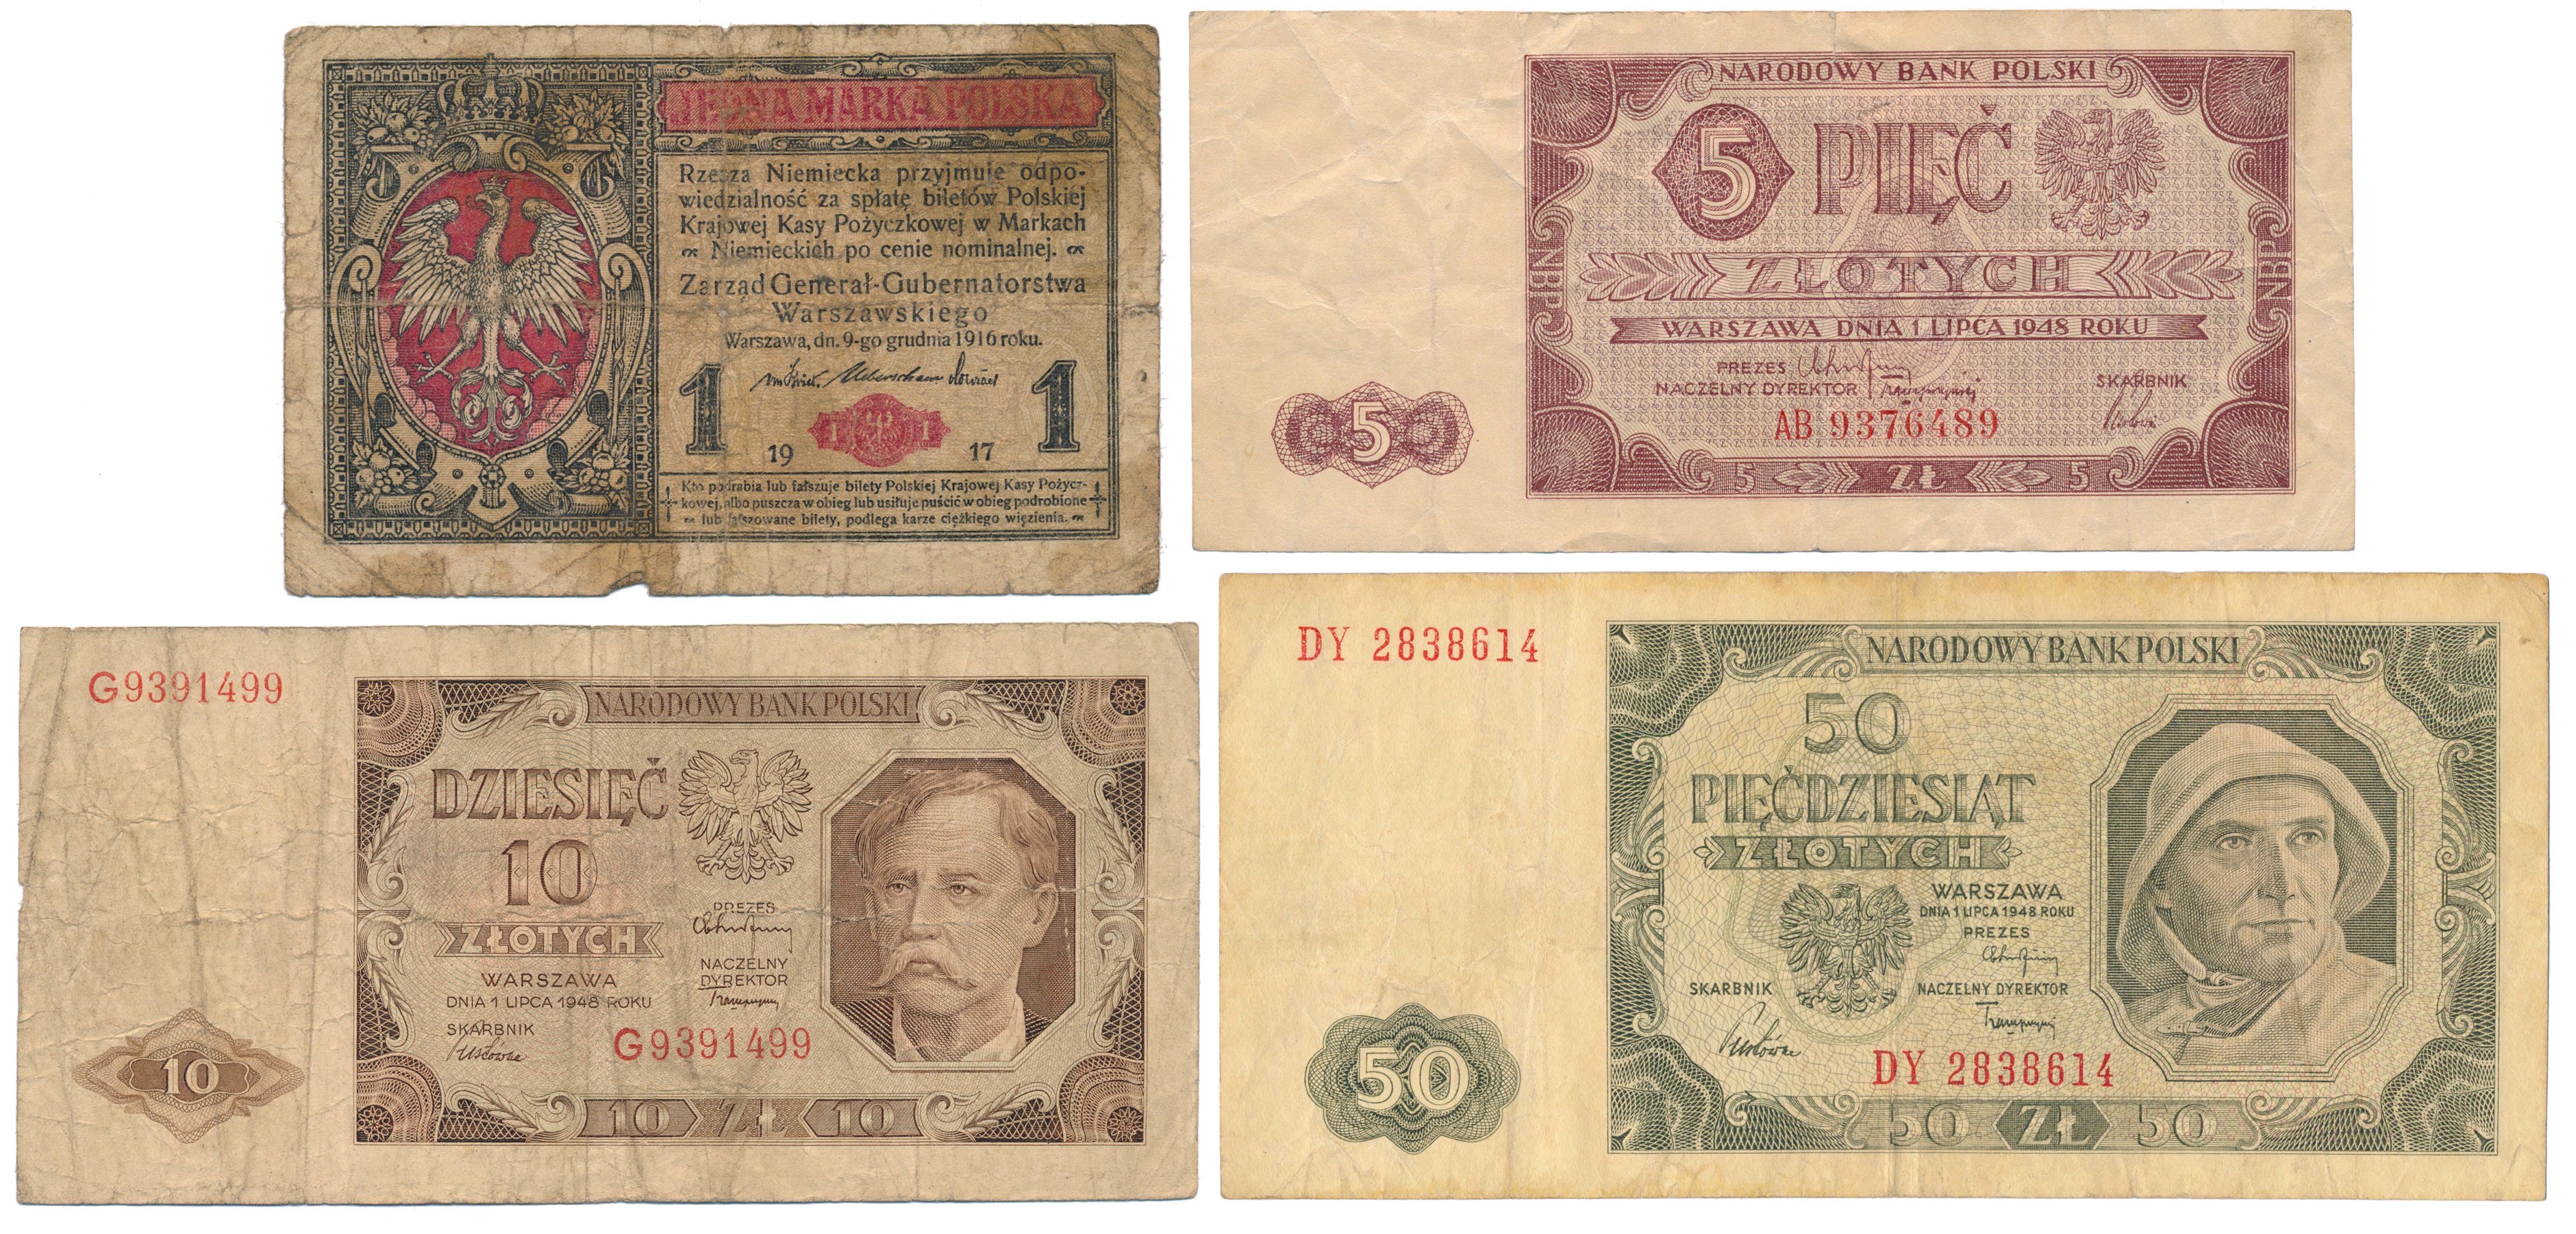 JEDNA MARKA POLSKA
Rzesza Niemiecka przyjmuje odpo-
wiedzialność za spłatę biletów Polskiej
Krajowej Kasy Pożyczkowej w Markach
Niemieckich po cenie nominalnej.
Zarząd Generał-Gubernatorstwa
Warszawskiego
Warszawa, dn. 9-go grudnia 1916 roku.
1 1
1 1
19 17
Kto podrabia lub fałszuje bilety Polskiej Krajowej Kasy Pożycz-
kowej, albo puszcza w obieg lub usiłuje puścić w obieg podrobione
lub fałszowane bilety, podlega karze ciężkiego więzienia.
NARODOWY BANK POLSKI
5 PIĘĆ
ZŁOTYCH
NBP
NBP
WARSZAWA DNIA 1 LIPCA 1948 ROKU
PREZES
NACZELNY DYREKTOR
SKARBNIK
AB 9376489
5
5 ZŁ 5
G9391499
NARODOWY BANK POLSKI
DZIESIĘĆ
10
ZŁOTYCH
PREZES
WARSZAWA
DNIA 1 LIPCA 1948 ROKU
NACZELNY
DYREKTOR
SKARBNIK
G9391499
10
10 ZŁ 10
DY 2838614
NARODOWY BANK POLSKI
50
PIĘĆDZIESIĄT
ZŁOTYCH
WARSZAWA
DNIA 1 LIPCA 1948 ROKU
PREZES
SKARBNIK
NACZELNY DYREKTOR
DY 2838614
50
50 ZŁ 50